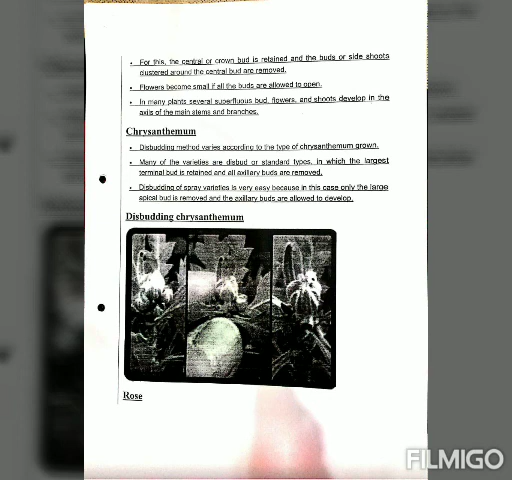 • For this, the central or crown bud is retained and the buds or side shoots
clustered around the central bud are removed.
• Flowers become small if all the buds are allowed to open.
• In many plants several superfluous bud, flowers, and shoots develop in the
axis of the main stems and branches.
Chrysanthemum
• Disbudding method varies according to the type of chrysanthemum grown.
• Many of the varieties are disbud or standard types, in which the largest
terminal bud is retained and all axillary buds are removed.
• Disbudding of spray varieties is very easy because in this case only the large
apical bud is removed and the axillary buds are allowed to develop.
Disbudding chrysanthemum
Rose
FILMIGO